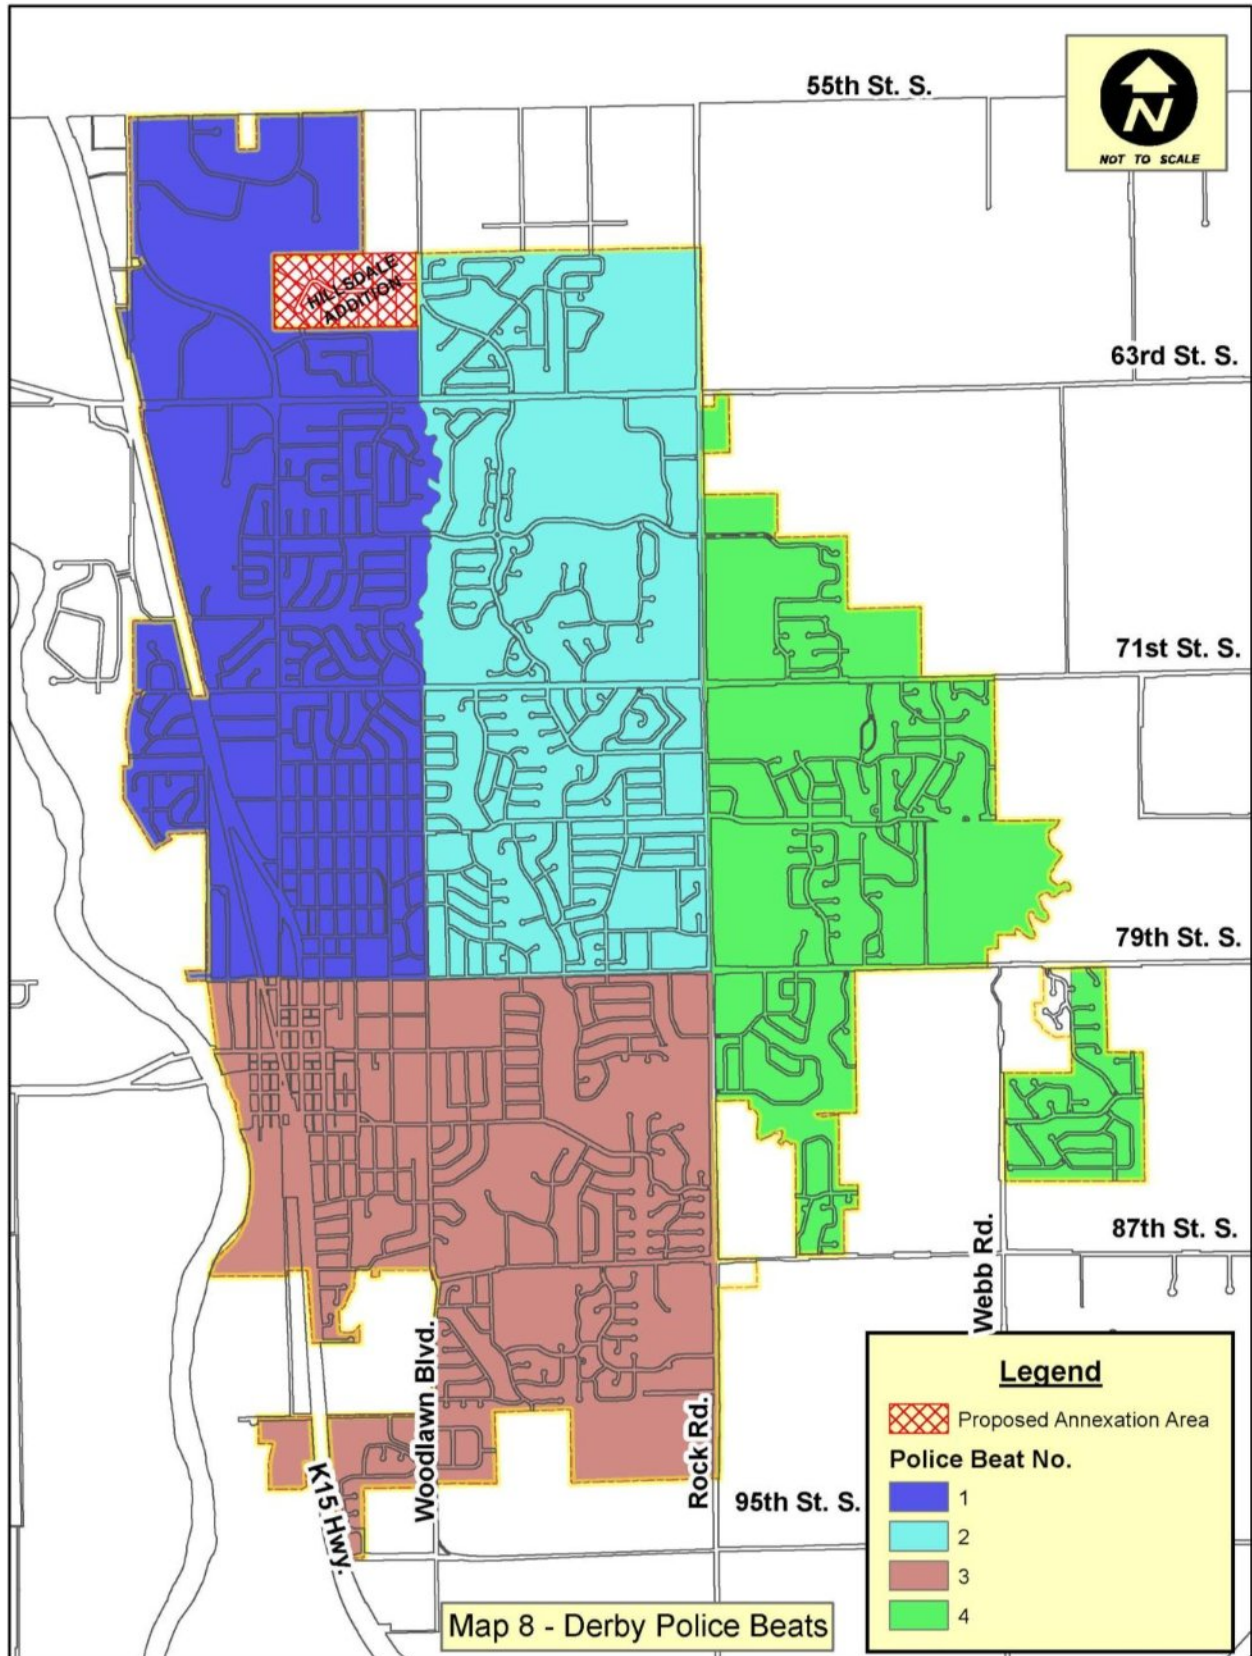 55th St. S.
N
NOT TO SCALE
HILLSDALE
ADDITION
63rd St. S.
71st St. S.
79th St. S.
87th St. S.
Webb Rd.
Woodlawn Blvd.
Rock Rd.
K15 Hwy.
95th St. S.
Legend
Proposed Annexation Area
Police Beat No.
1
2
3
4
Map 8 - Derby Police Beats